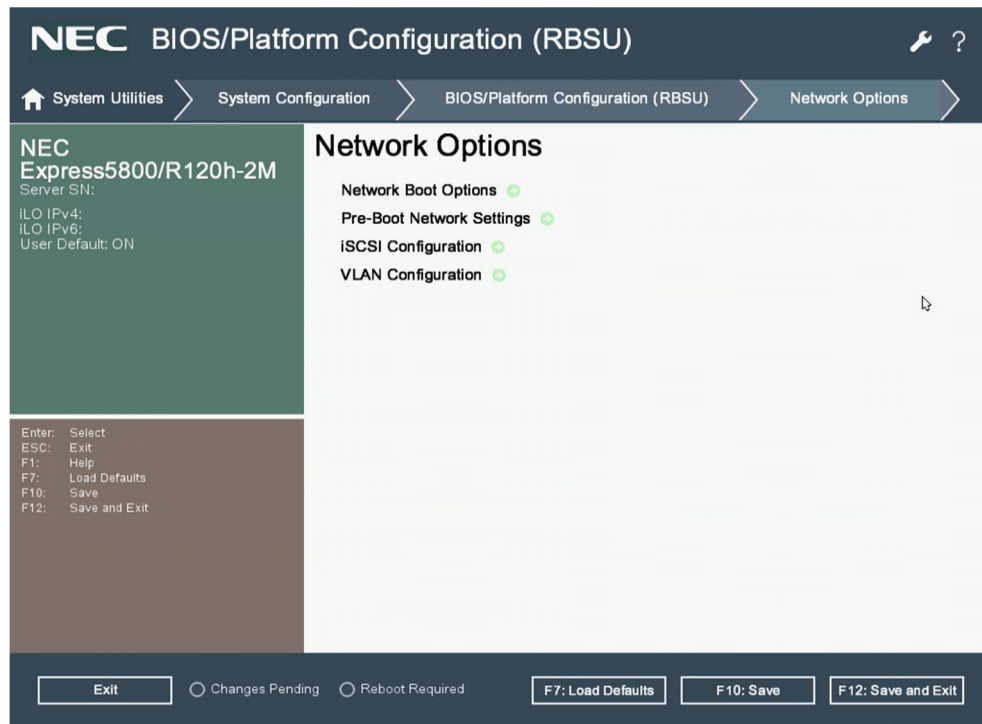 NEC BIOS/Platform Configuration (RBSU) ?
System Utilities System Configuration BIOS/Platform Configuration (RBSU) Network Options
NEC
Express5800/R120h-2M
Server SN:
iLO IPv4:
iLO IPv6:
User Default: ON
Network Options
Network Boot Options
Pre-Boot Network Settings
iSCSI Configuration
VLAN Configuration
Enter: Select
ESC: Exit
F1: Help
F7: Load Defaults
F10: Save
F12: Save and Exit
Exit Changes Pending Reboot Required F7: Load Defaults F10: Save F12: Save and Exit